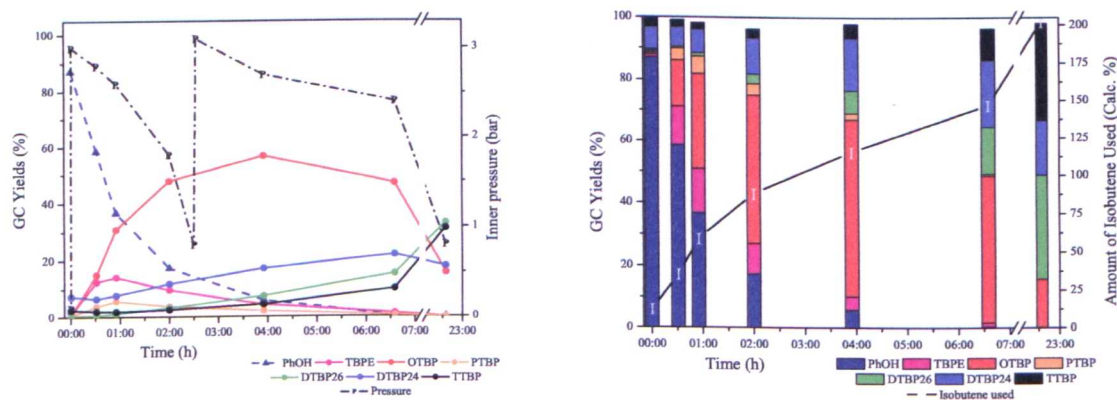 100
80
60
40
20
0
GC Yields (%)
3
2
1
0
Inner pressure (bar)
00:00 01:00 02:00 03:00 04:00 05:00 06:00 07:00 23:00
Time (h)
PhOH TBPE OTBP PTBP
DTBP26 DTBP24 TTBP
Pressure
100
80
60
40
20
0
GC Yields (%)
200
175
150
125
100
75
50
25
0
Amount of Isobutene Used (Calc. %)
00:00 01:00 02:00 03:00 04:00 05:00 06:00 07:00 23:00
Time (h)
PhOH TBPE OTBP PTBP
DTBP26 DTBP24 TTBP
Isobutene used